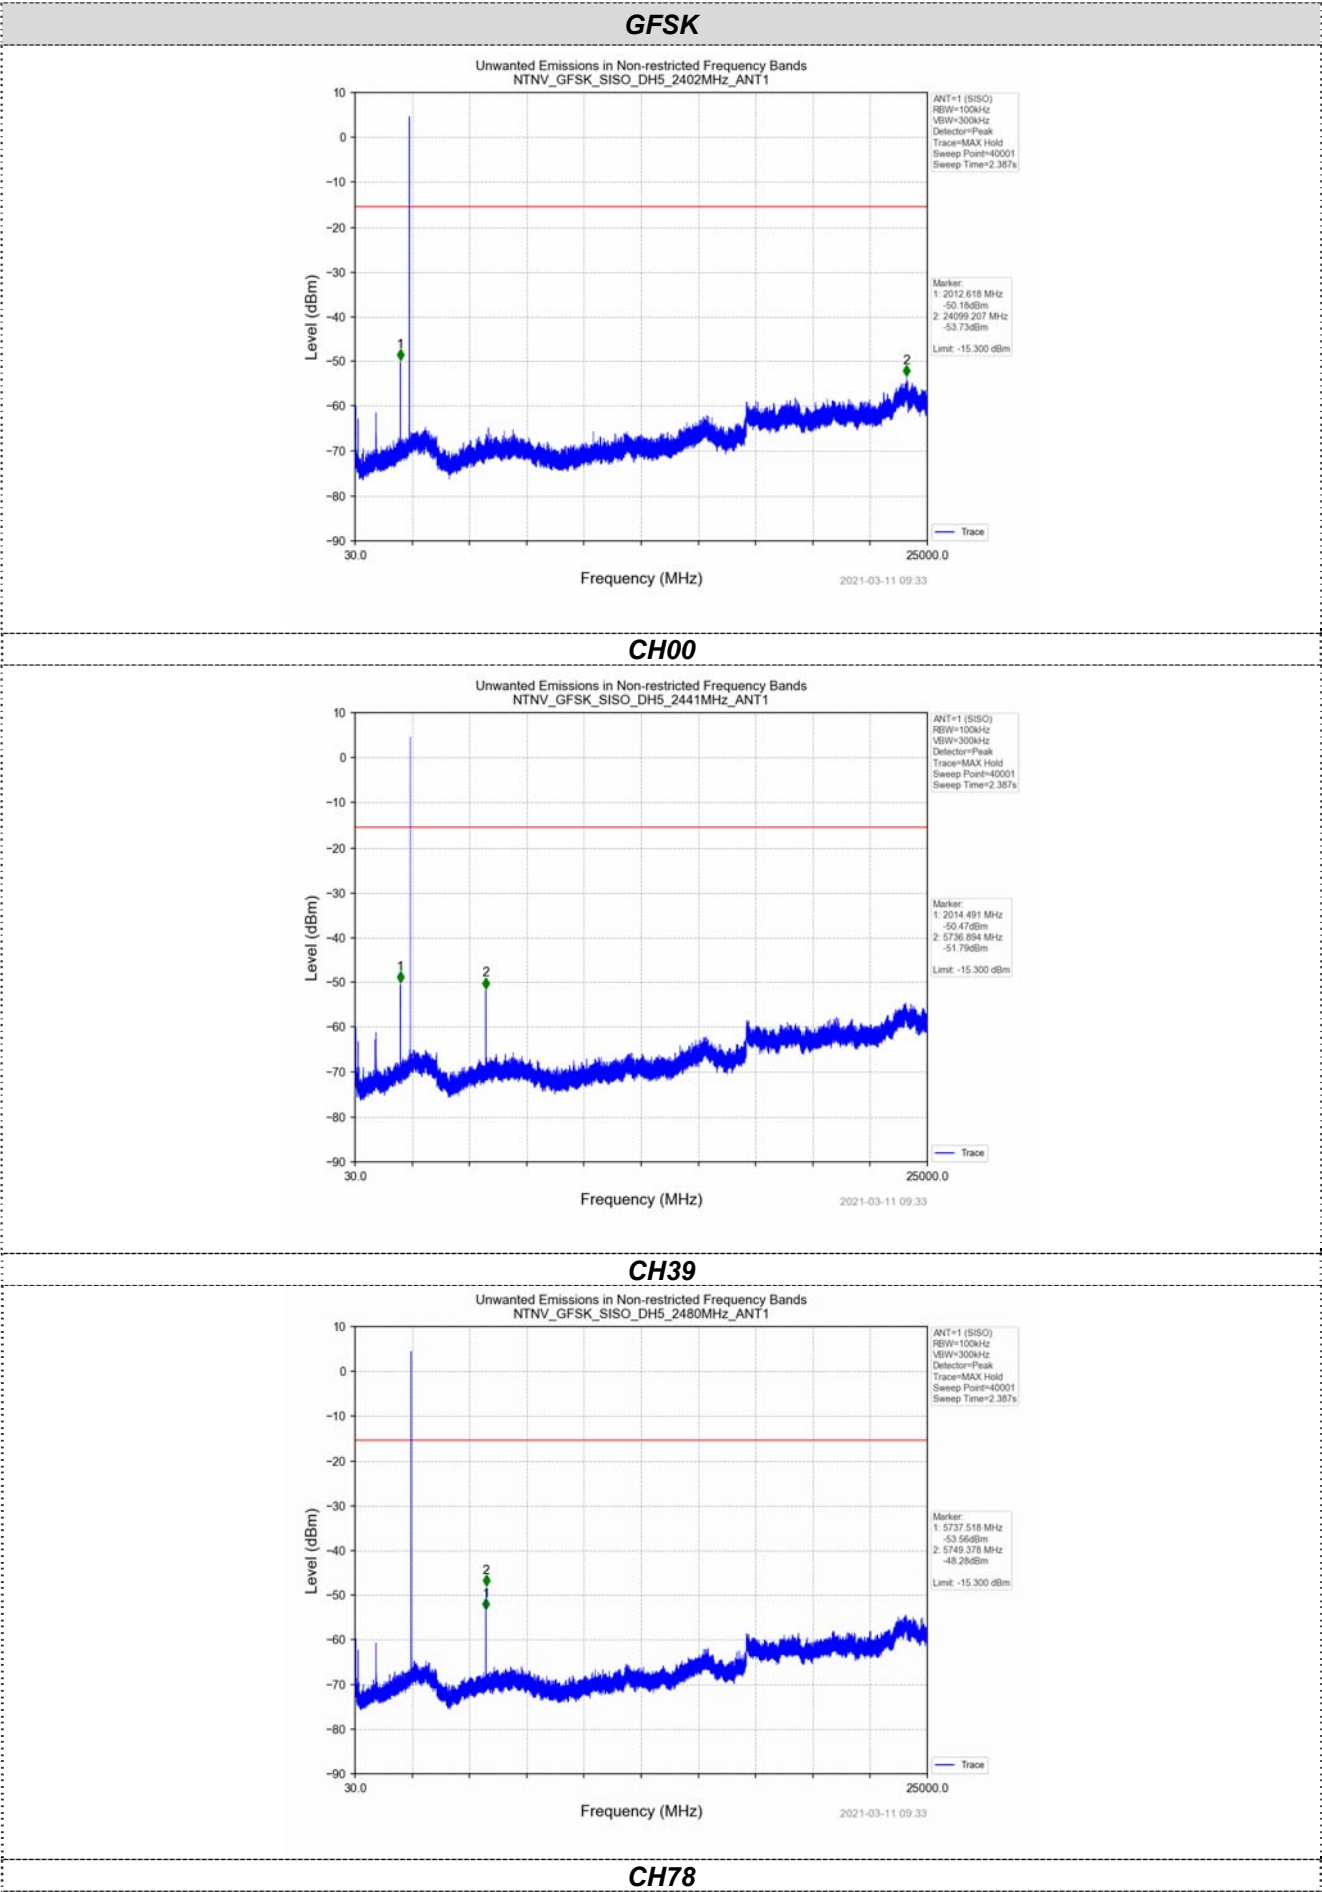 GFSK
Unwanted Emissions in Non-restricted Frequency Bands
NTNV_GFSK_SISO_DH5_2402MHz_ANT1
ANT=1 (SISO)
RBW=100kHz
VBW=300kHz
Detector=Peak
Trace=MAX Hold
Sweep Point=40001
Sweep Time=2.387s
10
0
-10
-20
-30
-40
-50
-60
-70
-80
-90
Level (dBm)
1
2
Marker:
1: 2012.618 MHz
-50.18dBm
2: 24099.207 MHz
-53.73dBm
Limit: -15.300 dBm
Trace
30.0
25000.0
Frequency (MHz)
2021-03-11 09:33
CH00
Unwanted Emissions in Non-restricted Frequency Bands
NTNV_GFSK_SISO_DH5_2441MHz_ANT1
ANT=1 (SISO)
RBW=100kHz
VBW=300kHz
Detector=Peak
Trace=MAX Hold
Sweep Point=40001
Sweep Time=2.387s
10
0
-10
-20
-30
-40
-50
-60
-70
-80
-90
Level (dBm)
1
2
Marker:
1: 2014.491 MHz
-50.47dBm
2: 5736.894 MHz
-51.79dBm
Limit: -15.300 dBm
Trace
30.0
25000.0
Frequency (MHz)
2021-03-11 09:33
CH39
Unwanted Emissions in Non-restricted Frequency Bands
NTNV_GFSK_SISO_DH5_2480MHz_ANT1
ANT=1 (SISO)
RBW=100kHz
VBW=300kHz
Detector=Peak
Trace=MAX Hold
Sweep Point=40001
Sweep Time=2.387s
10
0
-10
-20
-30
-40
-50
-60
-70
-80
-90
Level (dBm)
2
1
Marker:
1: 5737.518 MHz
-53.56dBm
2: 5749.378 MHz
-48.28dBm
Limit: -15.300 dBm
Trace
30.0
25000.0
Frequency (MHz)
2021-03-11 09:33
CH78